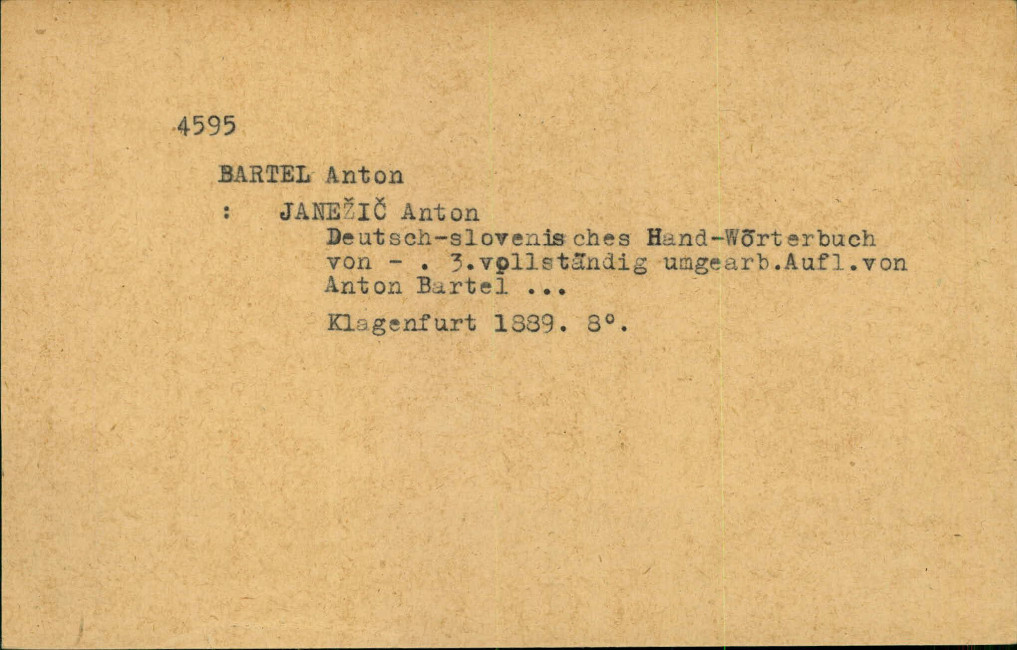 4595
BARTEL Anton
: JANEŽIČ Anton
Deutsch-slovenisches Hand-Wörterbuch
von - . 3.vollständig umgearb.Aufl.von
Anton Bartel ...
Klagenfurt 1889. 8°.